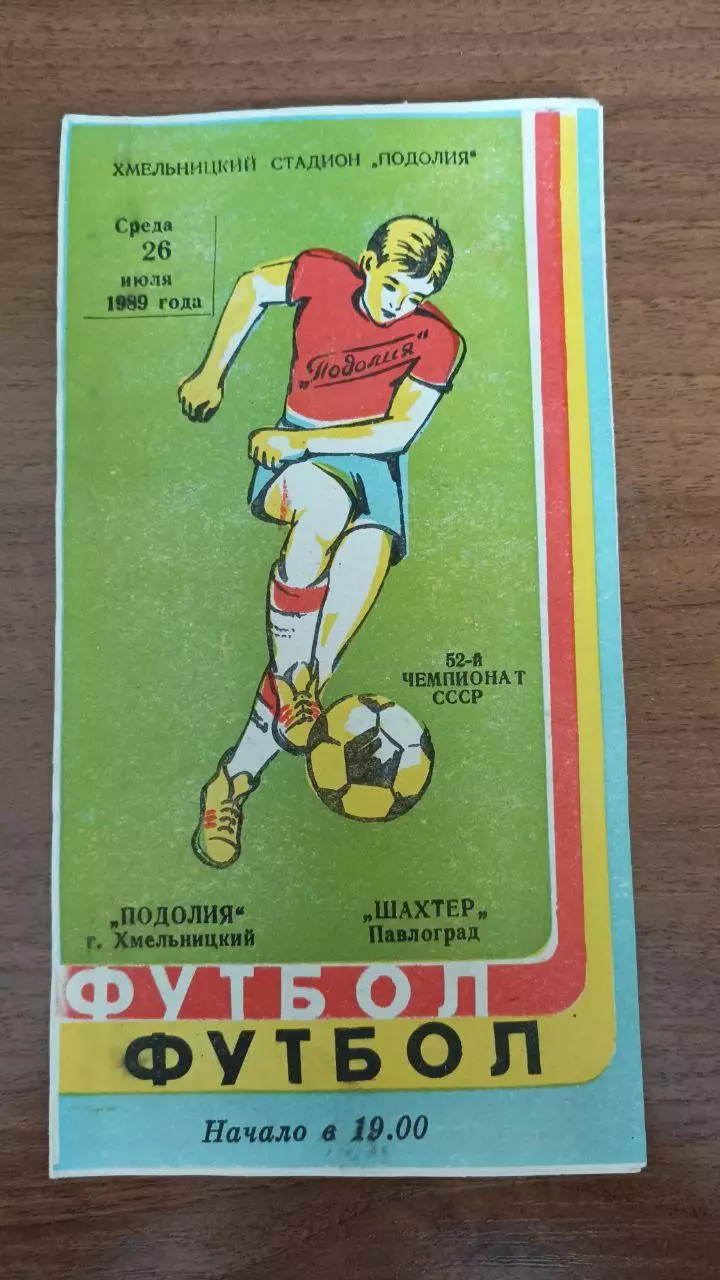 ХМЕЛЬНИЦКИЙ СТАДИОН „ПОДОЛИЯ“
Среда
26
июля
1989 года
„Подолия“
52-й
ЧЕМПИОНАТ
СССР
„ПОДОЛИЯ“
г. Хмельницкий
„ШАХТЕР„
Павлоград
ФУТБОЛ
ФУТБОЛ
Начало в 19.00